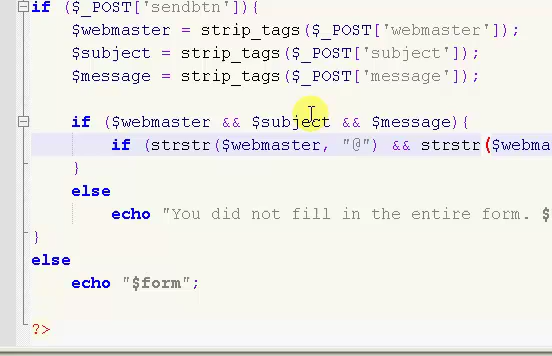 if ($_POST['sendbtn']){
$webmaster = strip_tags($_POST['webmaster']);
$subject = strip_tags($_POST['subject']);
$message = strip_tags($_POST['message']);
if ($webmaster && $subject && $message){
if (strstr($webmaster, "@") && strstr($webma
}
else
echo "You did not fill in the entire form. $
}
else
echo "$form";
?>